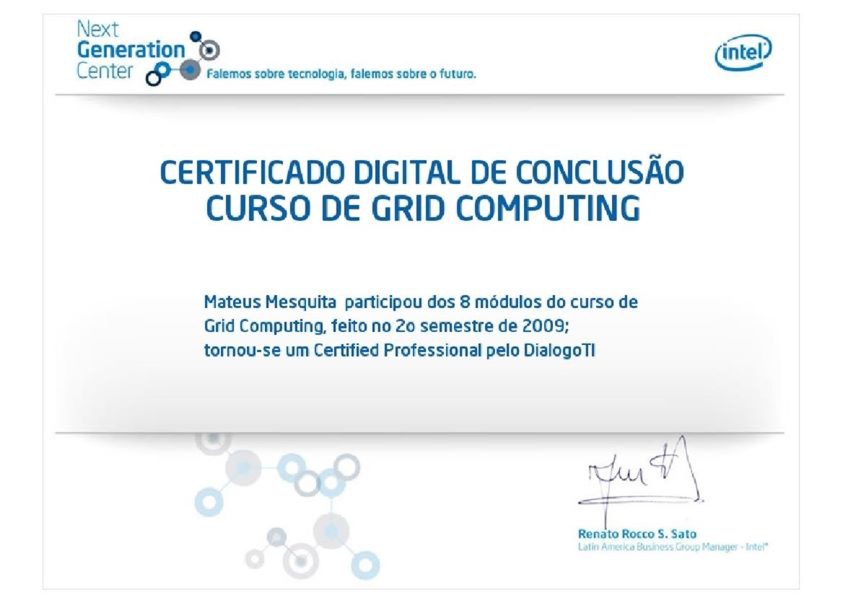 Next
Generation
Center
Falemos sobre tecnologia, falemos sobre o futuro.
intel
CERTIFICADO DIGITAL DE CONCLUSÃO
CURSO DE GRID COMPUTING
Mateus Mesquita participou dos 8 módulos do curso de
Grid Computing, feito no 2o semestre de 2009;
tornou-se um Certified Professional pelo DialogoTI
Renato Rocco S. Sato
Latin America Business Group Manager - Intel®